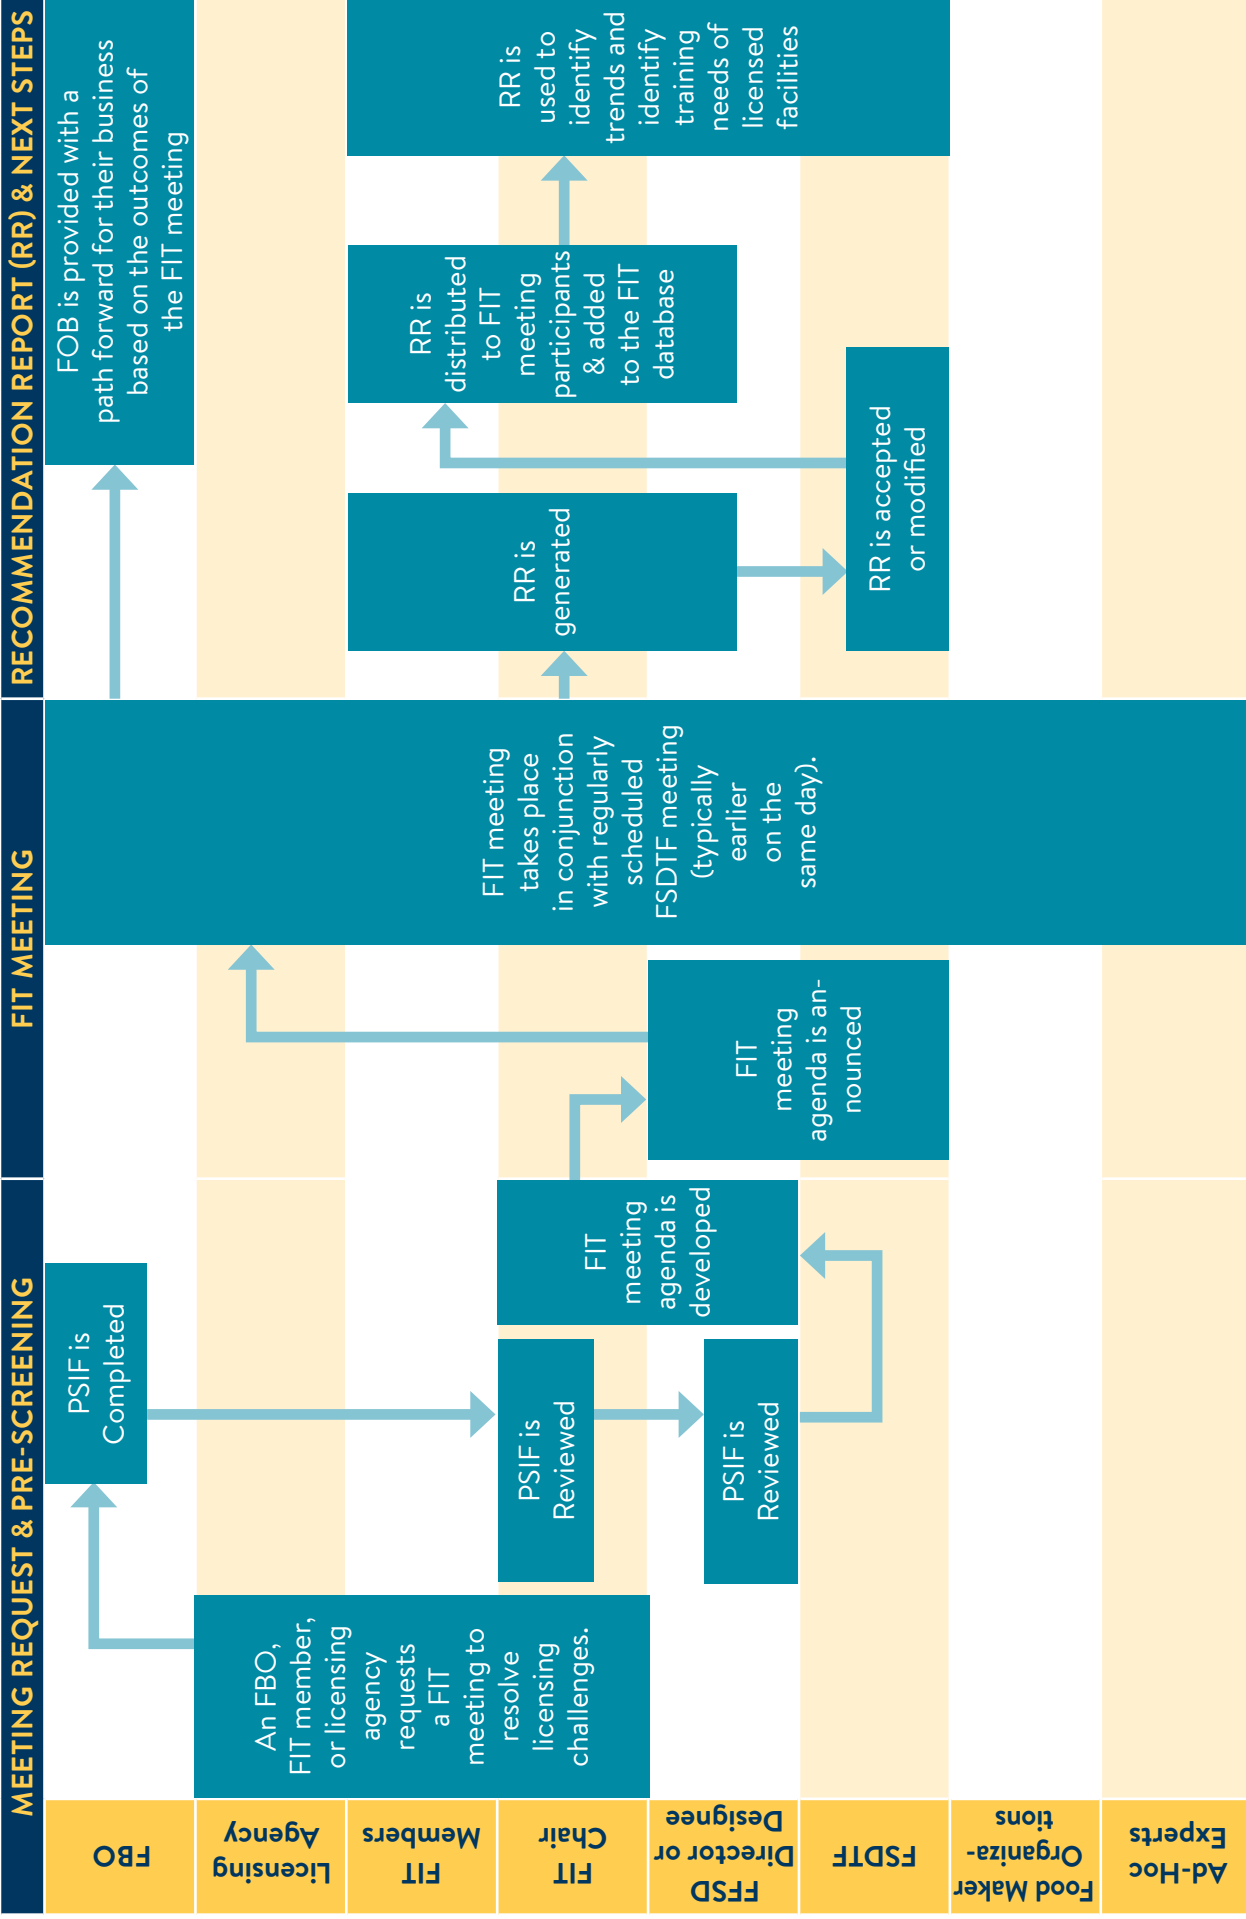 MEETING REQUEST & PRE-SCREENING
FIT MEETING
RECOMMENDATION REPORT (RR) & NEXT STEPS
FBO
Licensing
Agency
FIT
Members
FIT
Chair
FFSD
Director or
Designee
FSDTF
Food Maker
Organiza-
tions
Ad-Hoc
Experts
An FBO,
FIT member,
or licensing
agency
requests
a FIT
meeting to
resolve
licensing
challenges.
PSIF is
Completed
PSIF is
Reviewed
PSIF is
Reviewed
FIT
meeting
agenda is
developed
FIT
meeting
agenda is an-
nounced
FIT meeting
takes place
in conjunction
with regularly
scheduled
FSDTF meeting
(typically
earlier
on the
same day).
FOB is provided with a
path forward for their business
based on the outcomes of
the FIT meeting
RR is
generated
RR is accepted
or modified
RR is
distributed
to FIT
meeting
participants
& added
to the FIT
database
RR is
used to
identify
trends and
identify
training
needs of
licensed
facilities